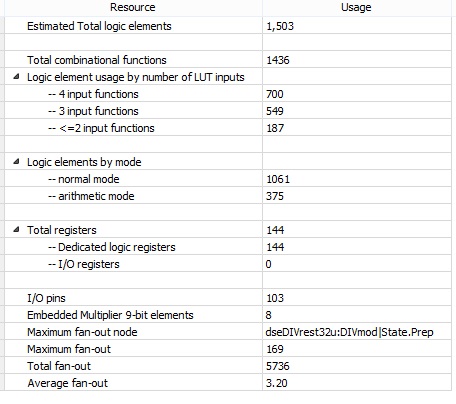 Resource Usage
Estimated Total logic elements 1,503
Total combinational functions 1436
Logic element usage by number of LUT inputs
-- 4 input functions 700
-- 3 input functions 549
-- <=2 input functions 187
Logic elements by mode
-- normal mode 1061
-- arithmetic mode 375
Total registers 144
-- Dedicated logic registers 144
-- I/O registers 0
I/O pins 103
Embedded Multiplier 9-bit elements 8
Maximum fan-out node dseDIVrest32u:DIVmod|State.Prep
Maximum fan-out 169
Total fan-out 5736
Average fan-out 3.20